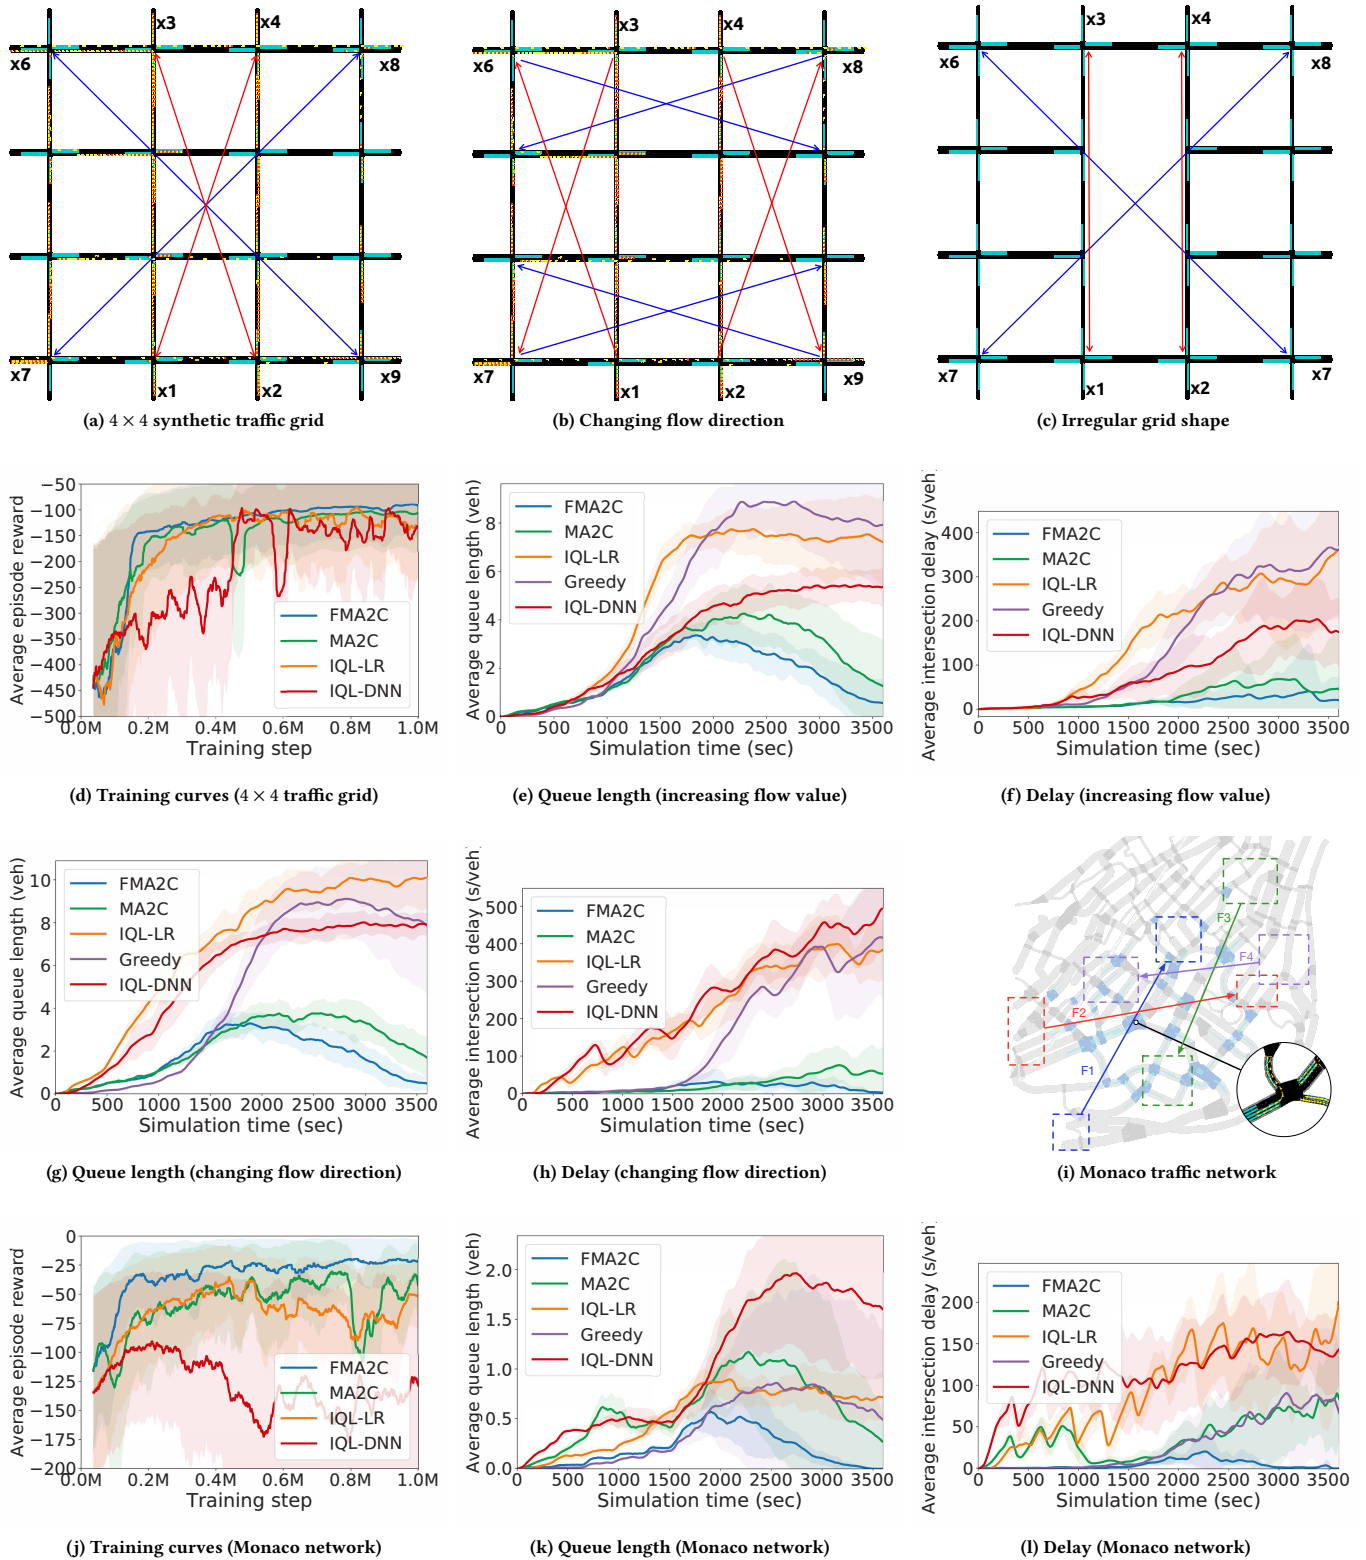 x3 x4
x6 x8
x7 x9
x1 x2
(a) 4 × 4 synthetic traffic grid
x3 x4
x6 x8
x7 x9
x1 x2
(b) Changing flow direction
x3 x4
x6 x8
x7 x7
x1 x2
(c) Irregular grid shape
Average episode reward
−50
−100
−150
−200
−250
−300
−350
−400
−450
−500
FMA2C
MA2C
IQL-LR
IQL-DNN
0.0M 0.2M 0.4M 0.6M 0.8M 1.0M
Training step
(d) Training curves (4 × 4 traffic grid)
Average queue length (veh)
8
6
4
2
0
FMA2C
MA2C
IQL-LR
Greedy
IQL-DNN
0 500 1000 1500 2000 2500 3000 3500
Simulation time (sec)
(e) Queue length (increasing flow value)
Average intersection delay (s/veh)
400
300
200
100
0
FMA2C
MA2C
IQL-LR
Greedy
IQL-DNN
0 500 1000 1500 2000 2500 3000 3500
Simulation time (sec)
(f) Delay (increasing flow value)
Average queue length (veh)
10
8
6
4
2
0
FMA2C
MA2C
IQL-LR
Greedy
IQL-DNN
0 500 1000 1500 2000 2500 3000 3500
Simulation time (sec)
(g) Queue length (changing flow direction)
Average intersection delay (s/veh)
500
400
300
200
100
0
FMA2C
MA2C
IQL-LR
Greedy
IQL-DNN
0 500 1000 1500 2000 2500 3000 3500
Simulation time (sec)
(h) Delay (changing flow direction)
F3
F4
F2
F1
(i) Monaco traffic network
Average episode reward
0
−25
−50
−75
−100
−125
−150
−175
−200
FMA2C
MA2C
IQL-LR
IQL-DNN
0.0M 0.2M 0.4M 0.6M 0.8M 1.0M
Training step
(j) Training curves (Monaco network)
Average queue length (veh)
2.0
1.5
1.0
0.5
0.0
FMA2C
MA2C
IQL-LR
Greedy
IQL-DNN
0 500 1000 1500 2000 2500 3000 3500
Simulation time (sec)
(k) Queue length (Monaco network)
Average intersection delay (s/veh)
200
150
100
50
0
FMA2C
MA2C
IQL-LR
Greedy
IQL-DNN
0 500 1000 1500 2000 2500 3000 3500
Simulation time (sec)
(l) Delay (Monaco network)